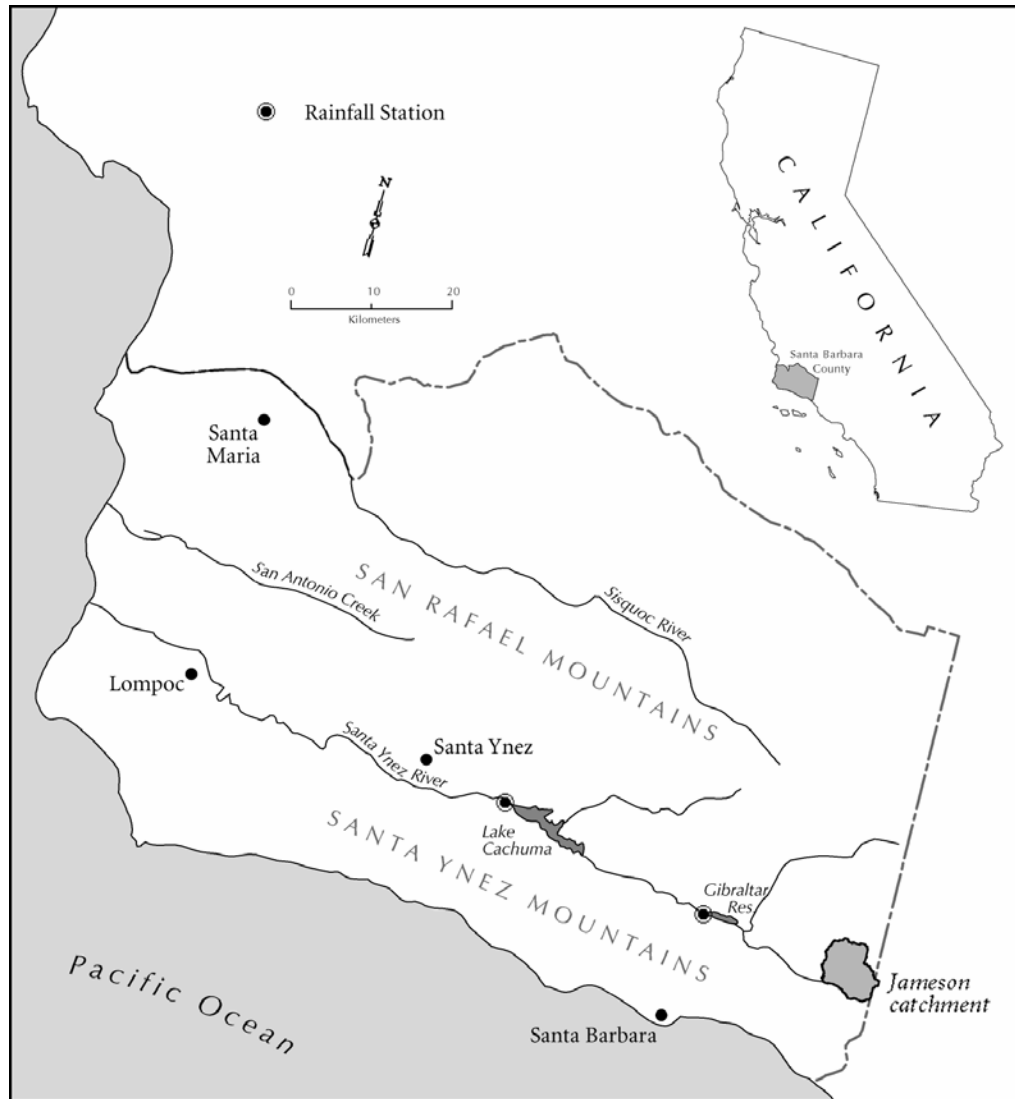 Rainfall Station
N
0 10 20
Kilometers
CALIFORNIA
Santa Barbara
County
Santa
Maria
San Antonio Creek
SAN RAFAEL MOUNTAINS
Sisquoc River
Lompoc
Santa Ynez River
Santa Ynez
Lake
Cachuma
SANTA YNEZ MOUNTAINS
Gibraltar
Res.
Jameson
catchment
Pacific Ocean
Santa Barbara